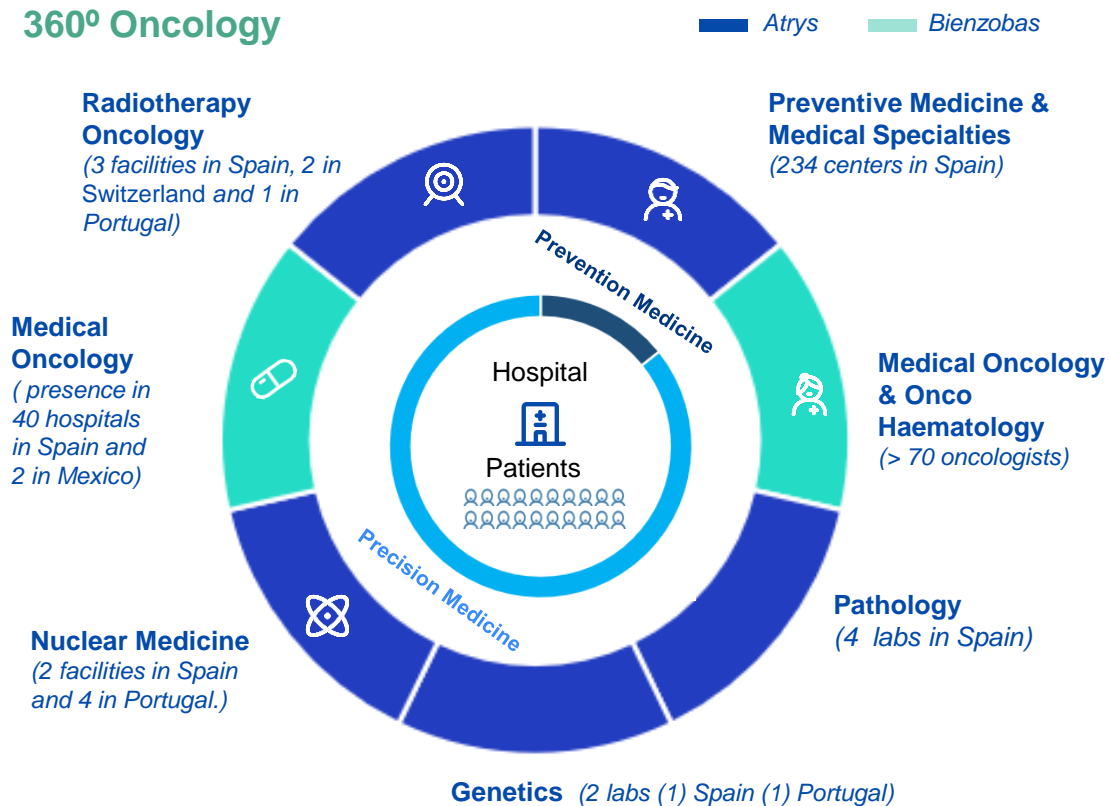 360º Oncology
Atrys
Bienzobas
Radiotherapy
Oncology
(3 facilities in Spain, 2 in
Switzerland and 1 in
Portugal)
Preventive Medicine &
Medical Specialties
(234 centers in Spain)
Prevention Medicine
Medical
Oncology
( presence in
40 hospitals
in Spain and
2 in Mexico)
Hospital
Patients
Medical Oncology
& Onco
Haematology
(> 70 oncologists)
Precision Medicine
Pathology
(4 labs in Spain)
Nuclear Medicine
(2 facilities in Spain
and 4 in Portugal.)
Genetics (2 labs (1) Spain (1) Portugal)